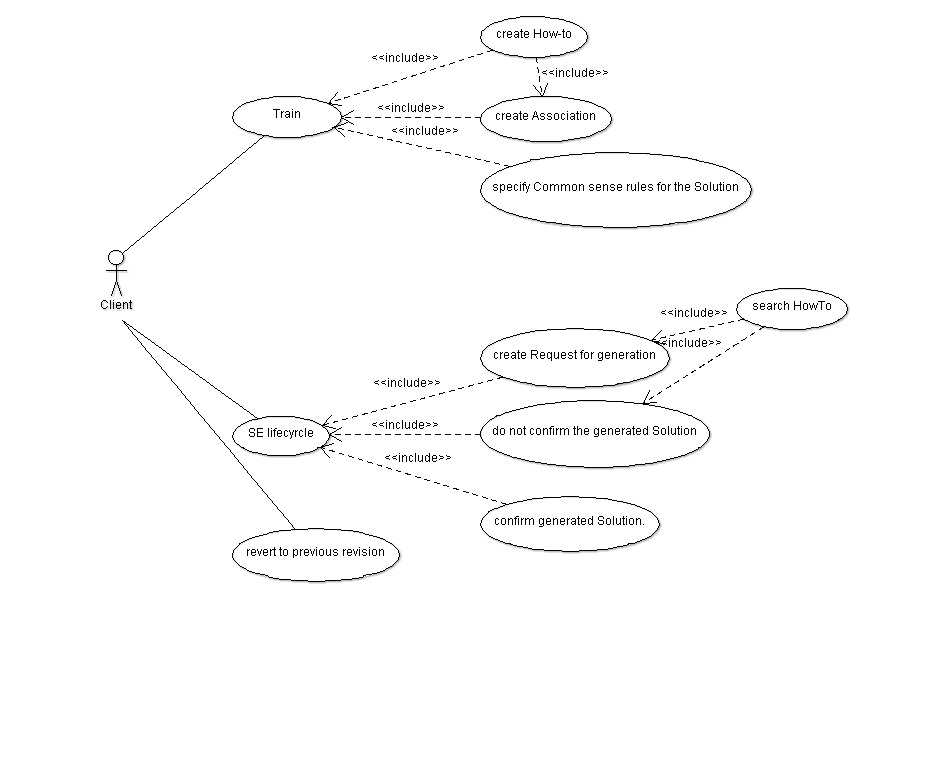 create How-to
<<include>>
<<include>>
Train
<<include>>
create Association
<<include>>
specify Common sense rules for the Solution
Client
search HowTo
<<include>>
<<include>>
create Request for generation
<<include>>
<<include>>
SE lifecyrcle
do not confirm the generated Solution
<<include>>
confirm generated Solution.
revert to previous revision